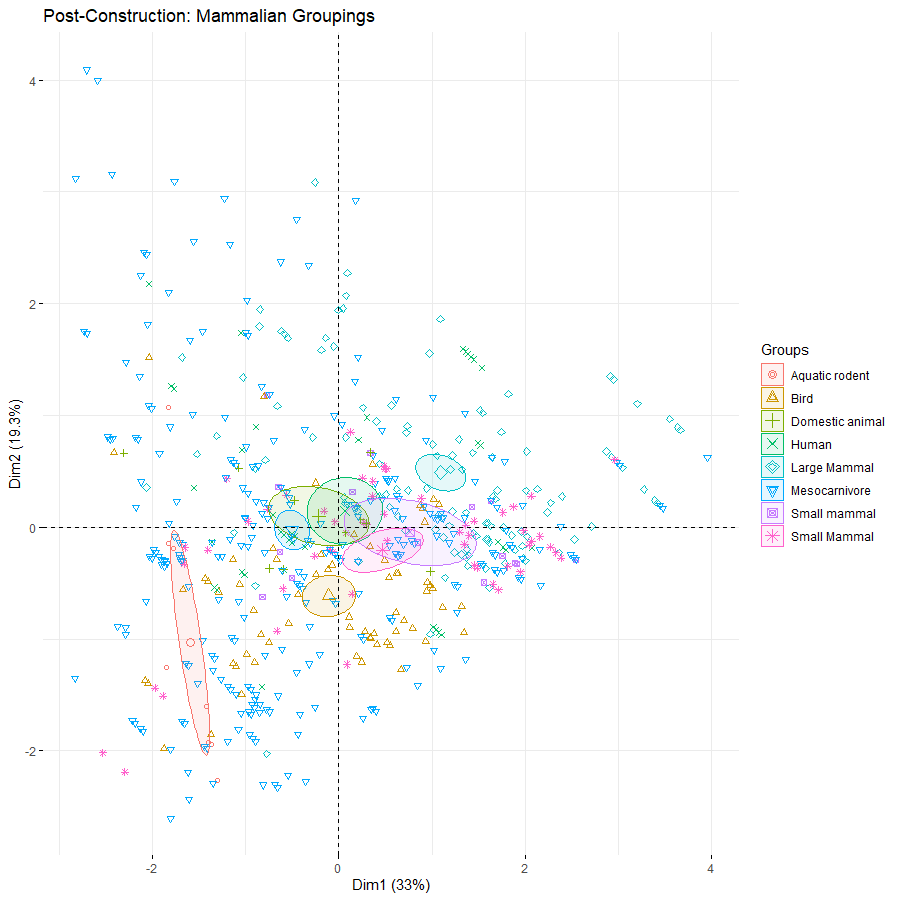 Post-Construction: Mammalian Groupings
4
2
0
-2
Dim2 (19.3%)
-2
0
2
4
Dim1 (33%)
Groups
Aquatic rodent
Bird
Domestic animal
Human
Large Mammal
Mesocarnivore
Small mammal
Small Mammal